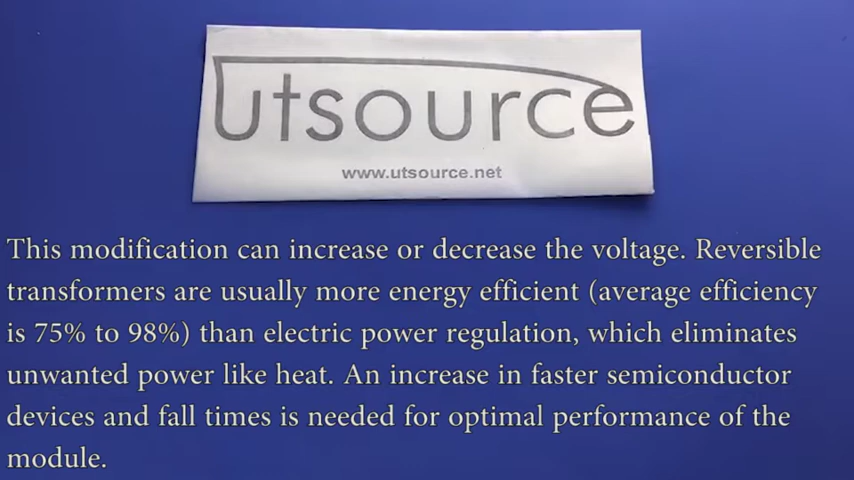 utsource
www.utsource.net
This modification can increase or decrease the voltage. Reversible
transformers are usually more energy efficient (average efficiency
is 75% to 98%) than electric power regulation, which eliminates
unwanted power like heat. An increase in faster semiconductor
devices and fall times is needed for optimal performance of the
module.